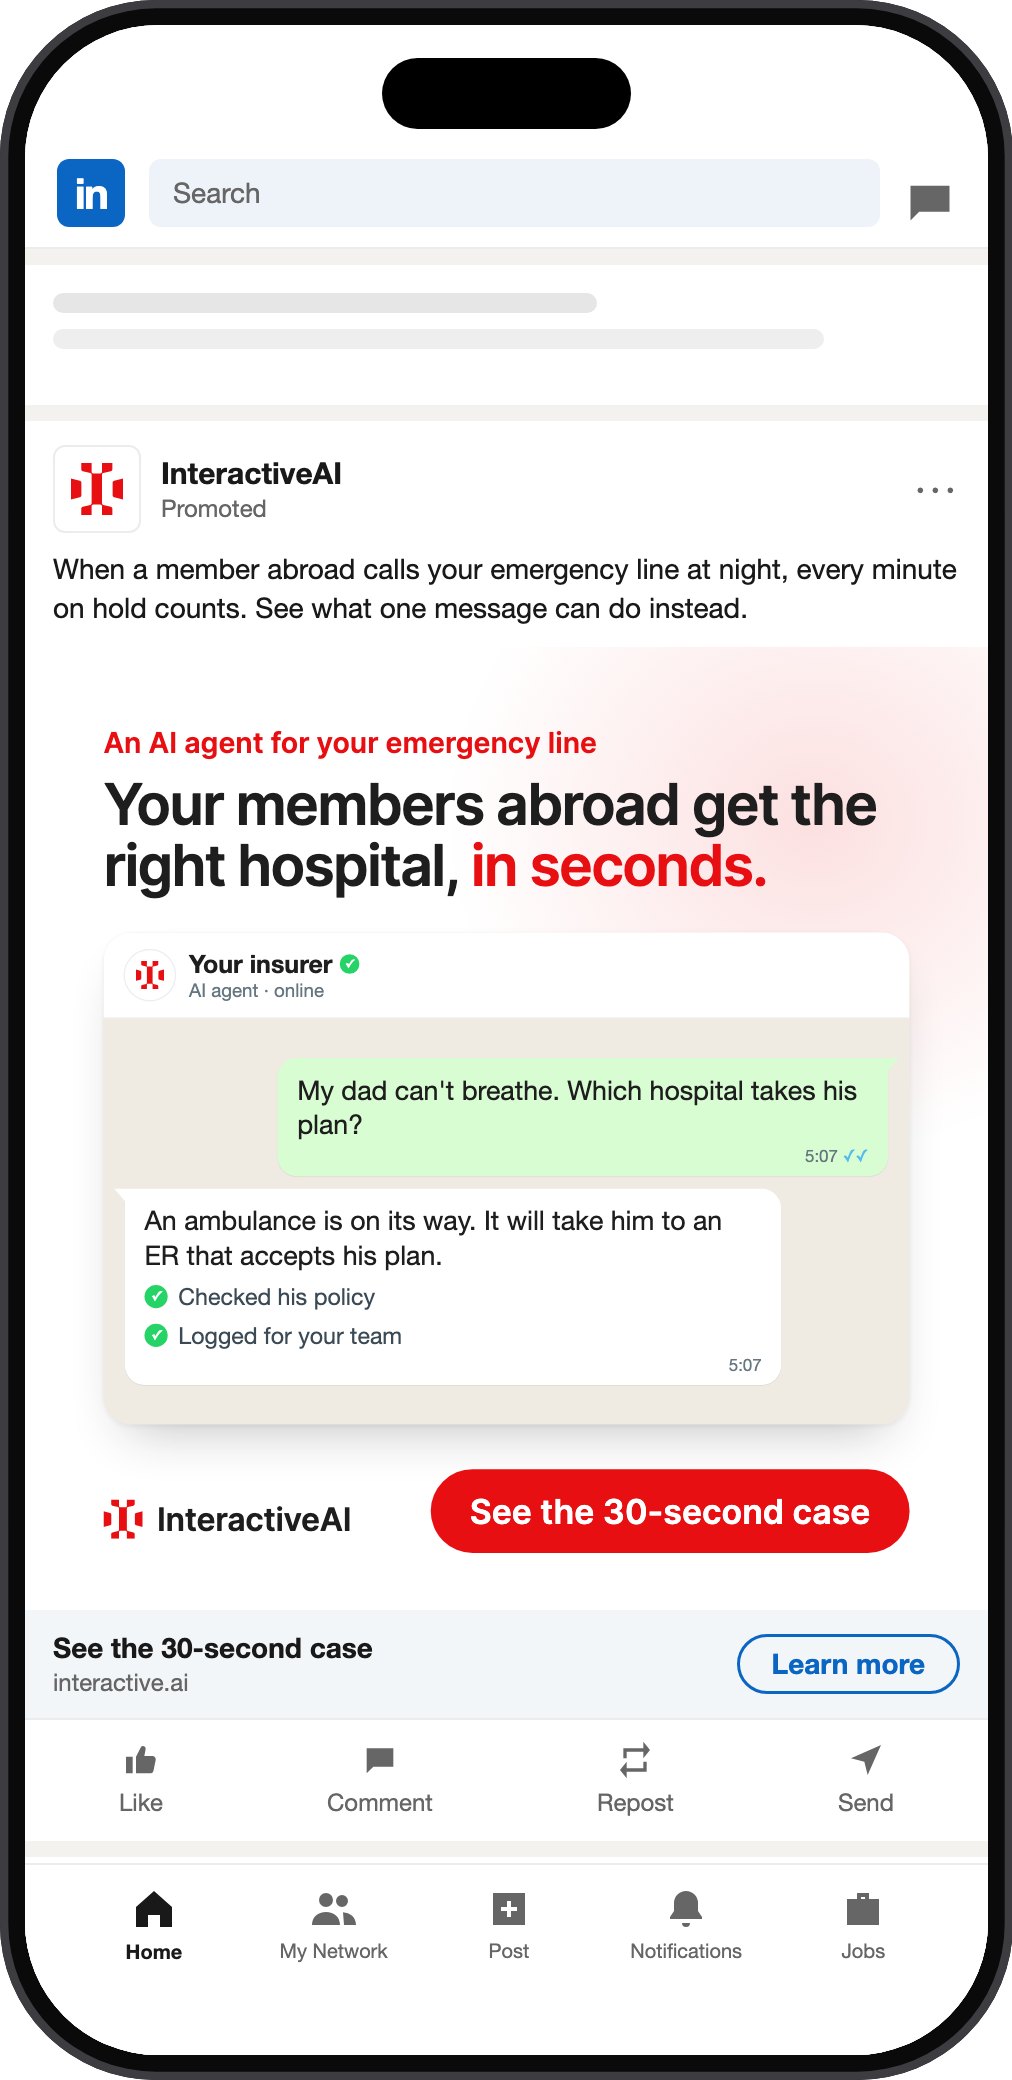 in
Search
InteractiveAI
Promoted
When a member abroad calls your emergency line at night, every minute
on hold counts. See what one message can do instead.
An AI agent for your emergency line
Your members abroad get the
right hospital, in seconds.
Your insurer
AI agent · online
My dad can't breathe. Which hospital takes his
plan?
5:07
An ambulance is on its way. It will take him to an
ER that accepts his plan.
Checked his policy
Logged for your team
5:07
InteractiveAI
See the 30-second case
See the 30-second case
interactive.ai
Learn more
Like
Comment
Repost
Send
Home
My Network
Post
Notifications
Jobs